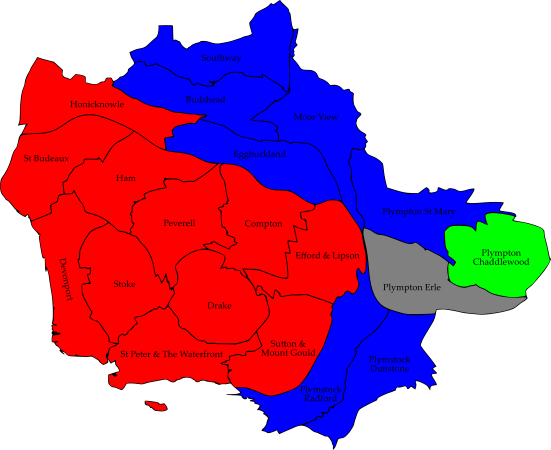 Southway
Budshead
Honicknowle
Moor View
Eggbuckland
St Budeaux
Ham
Plympton St Mary
Peverell
Compton
Efford & Lipson
Plympton
Chaddlewood
Devonport
Stoke
Plympton Erle
Drake
Sutton &
Mount Gould
St Peter & The Waterfront
Plymstock
Dunstone
Plymstock
Radford